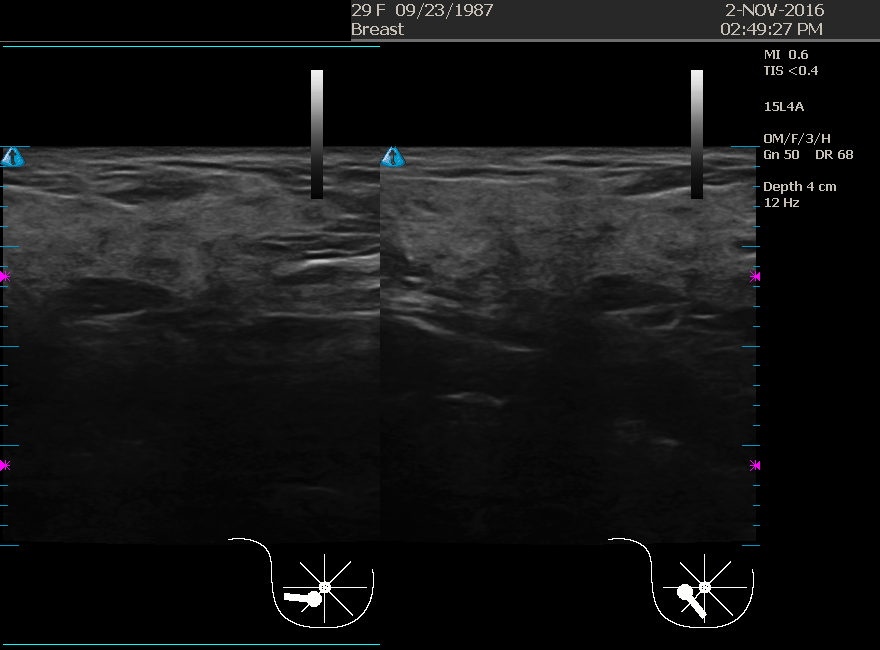 29 F 09/23/1987 2-NOV-2016
Breast 02:49:27 PM
MI 0.6
TIS <0.4
15L4A
OM/F/3/H
Gn 50 DR 68
Depth 4 cm
12 Hz